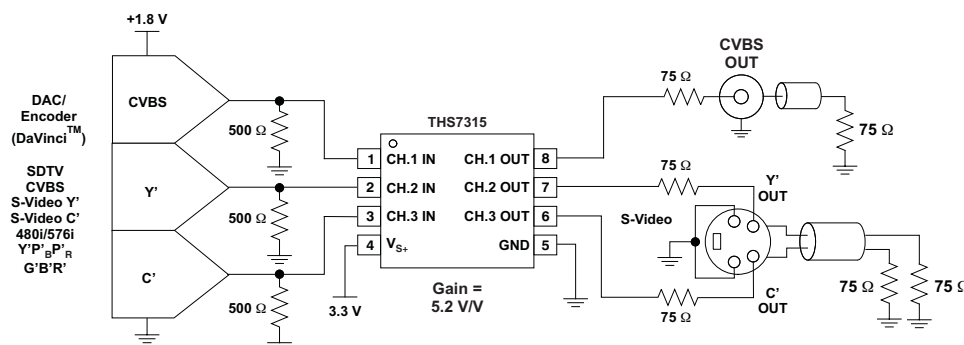 +1.8 V
DAC/
Encoder
(DaVinci™)
SDTV
CVBS
S-Video Y'
S-Video C'
480i/576i
Y'P'BP'R
G'B'R'
CVBS
Y'
C'
500 Ω
500 Ω
500 Ω
THS7315
1 CH.1 IN CH.1 OUT 8
2 CH.2 IN CH.2 OUT 7
3 CH.3 IN CH.3 OUT 6
4 VS+ GND 5
3.3 V
Gain =
5.2 V/V
CVBS
OUT
75 Ω
75 Ω
75 Ω
Y'
OUT
S-Video
75 Ω
C'
OUT
75 Ω
75 Ω